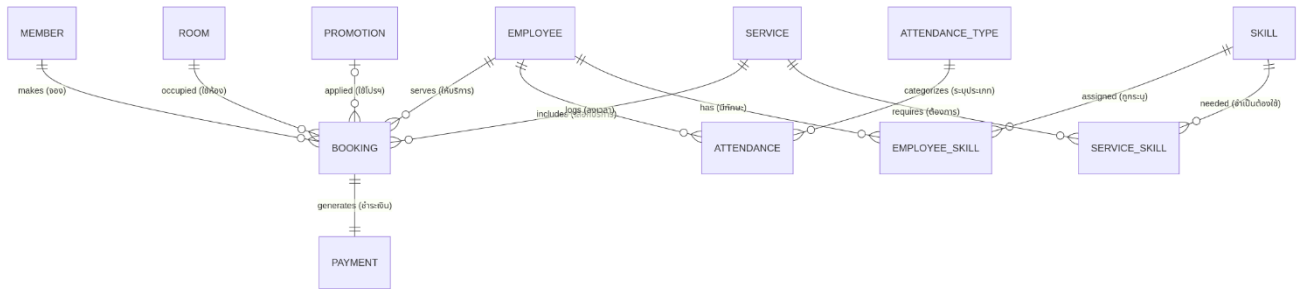 MEMBER
ROOM
PROMOTION
EMPLOYEE
SERVICE
ATTENDANCE_TYPE
SKILL
makes (จอง)
occupied (ใช้ห้อง)
applied (ใช้โปรฯ)
serves (ให้บริการ)
categorizes (ระบุประเภท)
assigned (ถูกระบุ)
needed (จำเป็นต้องใช้)
logs (ลงเวลา)
includes
has (มีทักษะ)
requires (ต้องการ)
BOOKING
ATTENDANCE
EMPLOYEE_SKILL
SERVICE_SKILL
generates (ชำระเงิน)
PAYMENT